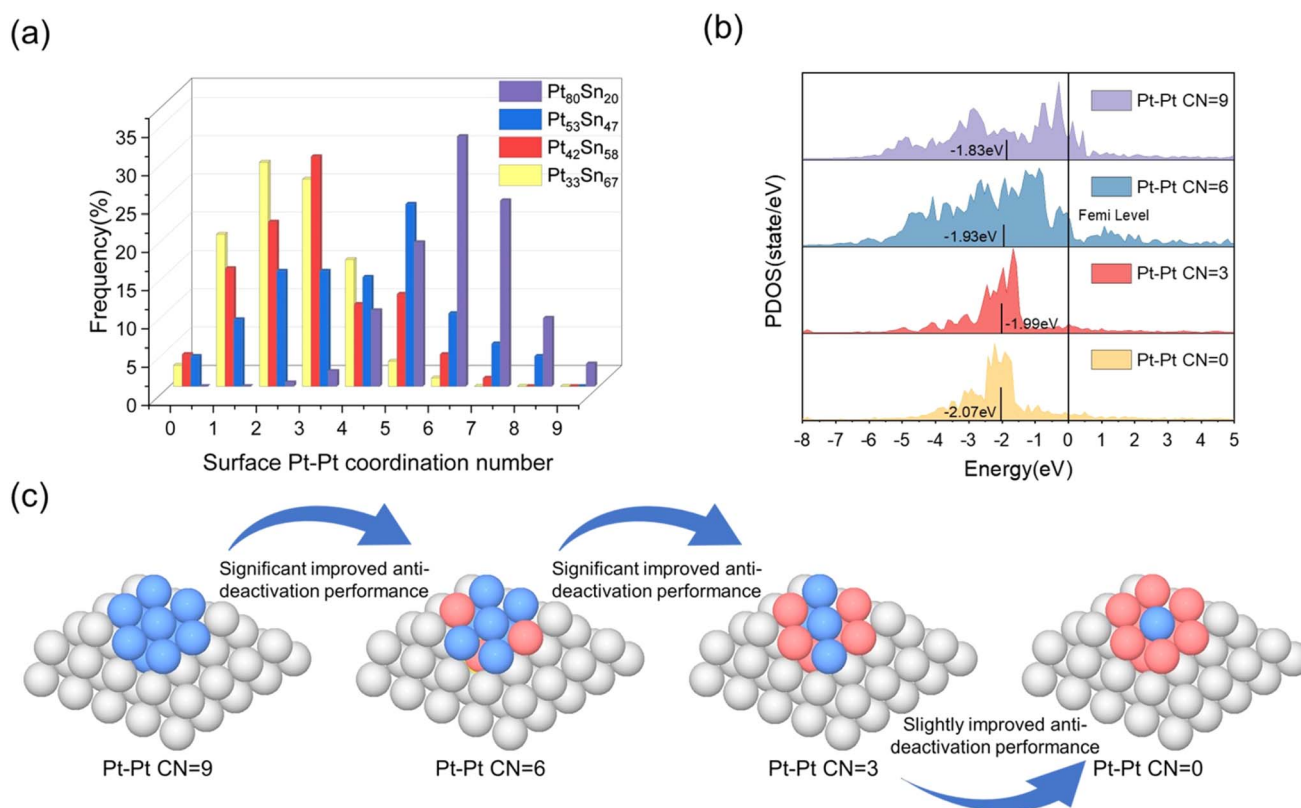 (a)
Pt80Sn20
Pt53Sn47
Pt42Sn58
Pt33Sn67
Frequency(%)
35
30
25
20
15
10
5
0
0 1 2 3 4 5 6 7 8 9
Surface Pt-Pt coordination number
(b)
Pt-Pt CN=9
-1.83eV
Pt-Pt CN=6
Femi Level
-1.93eV
Pt-Pt CN=3
-1.99eV
Pt-Pt CN=0
-2.07eV
PDOS(state/eV)
-8 -7 -6 -5 -4 -3 -2 -1 0 1 2 3 4 5
Energy(eV)
(c)
Significant improved anti-
deactivation performance
Significant improved anti-
deactivation performance
Slightly improved anti-
deactivation performance
Pt-Pt CN=9
Pt-Pt CN=6
Pt-Pt CN=3
Pt-Pt CN=0